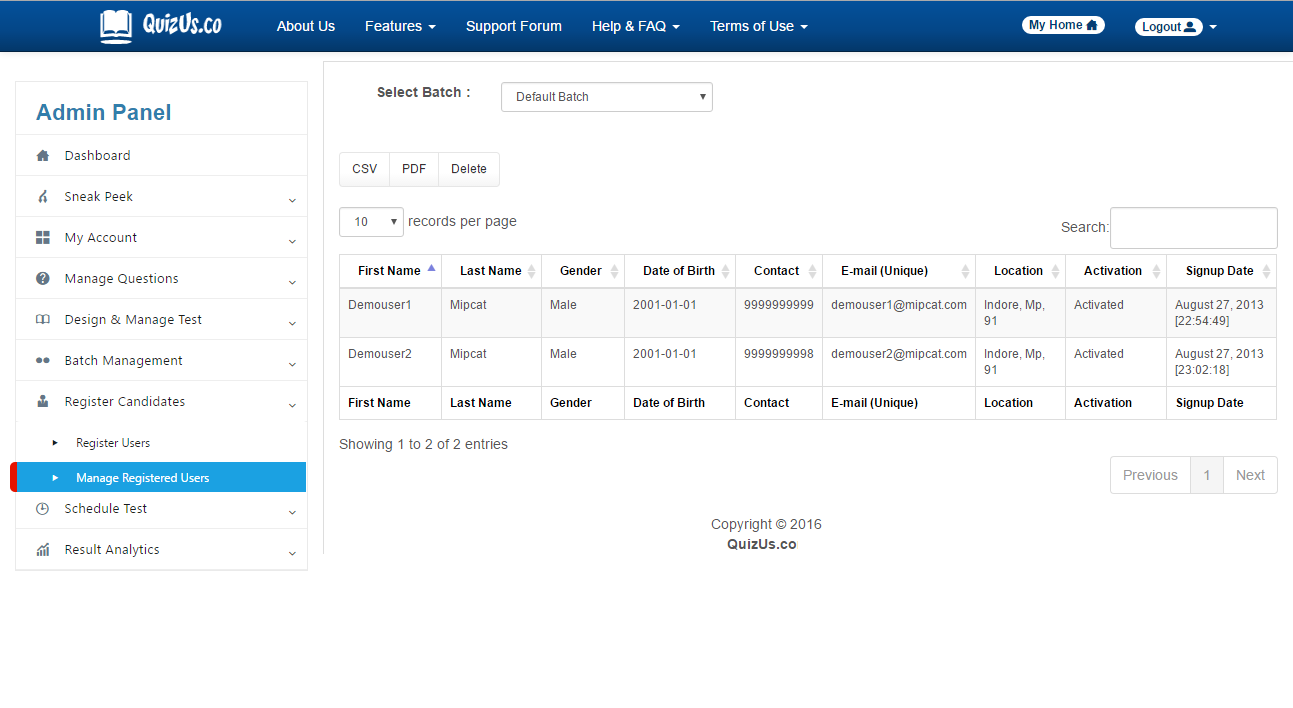 QuizUs.co About Us Features Support Forum Help & FAQ Terms of Use My Home Logout
Admin Panel
Dashboard
Sneak Peek
My Account
Manage Questions
Design & Manage Test
Batch Management
Register Candidates
Register Users
Manage Registered Users
Schedule Test
Result Analytics
Select Batch : Default Batch
CSV PDF Delete
10 records per page Search:
First Name Last Name Gender Date of Birth Contact E-mail (Unique) Location Activation Signup Date
Demouser1 Mipcat Male 2001-01-01 9999999999 demouser1@mipcat.com Indore, Mp, Activated August 27, 2013
91 [22:54:49]
Demouser2 Mipcat Male 2001-01-01 9999999998 demouser2@mipcat.com Indore, Mp, Activated August 27, 2013
91 [23:02:18]
First Name Last Name Gender Date of Birth Contact E-mail (Unique) Location Activation Signup Date
Showing 1 to 2 of 2 entries
Previous 1 Next
Copyright © 2016
QuizUs.co